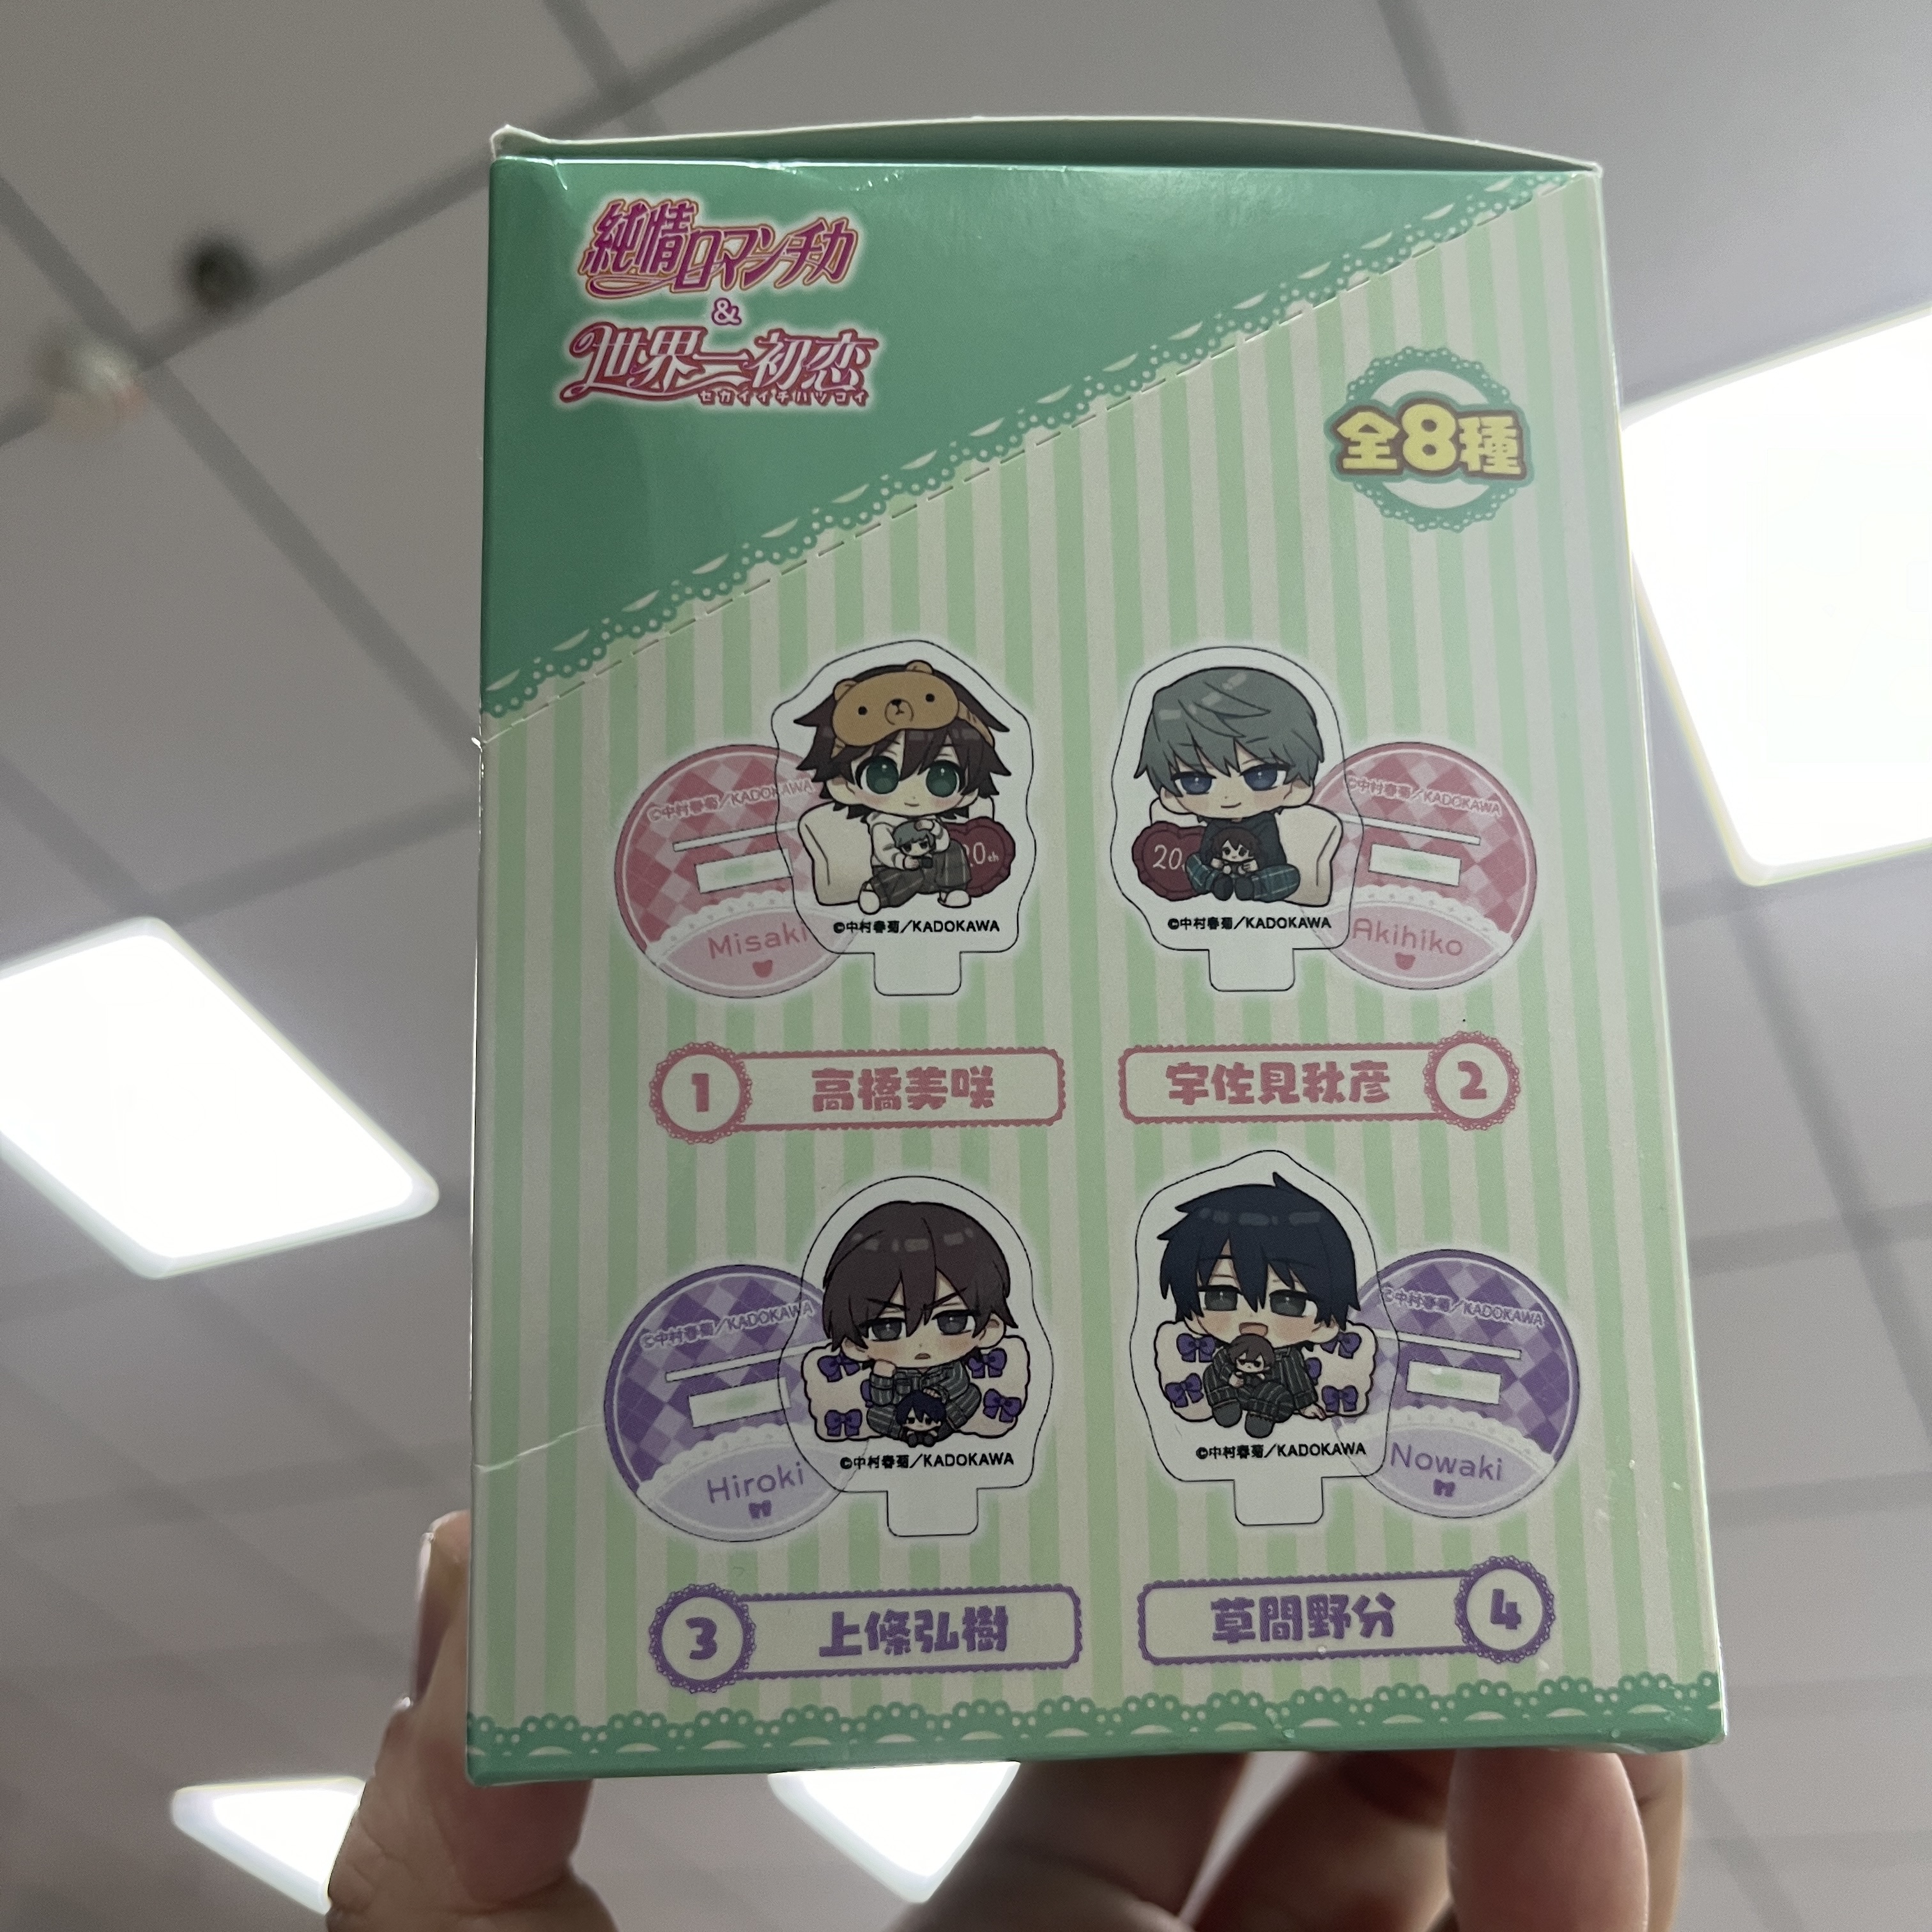 純情ロマンチカ
&
世界一初恋
セカイイチハツコイ
全8種
©中村春菊/KADOKAWA
20th
©中村春菊/KADOKAWA
Misaki
20
©中村春菊/KADOKAWA
©中村春菊/KADOKAWA
Akihiko
1 高橋美咲
宇佐見秋彦 2
©中村春菊/KADOKAWA
©中村春菊/KADOKAWA
Hiroki
©中村春菊/KADOKAWA
©中村春菊/KADOKAWA
Nowaki
3 上條弘樹
草間野分 4